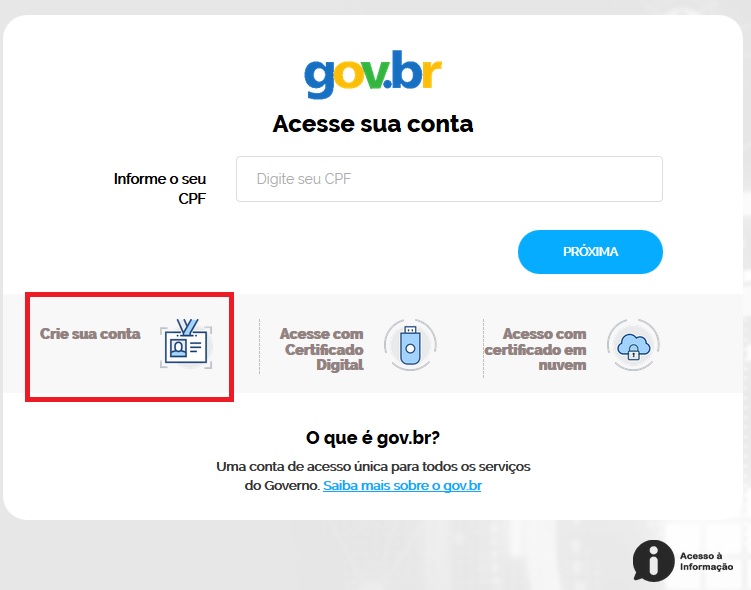 gov.br
Acesse sua conta
Informe o seu
CPF
Digite seu CPF
PRÓXIMA
Crie sua conta
Acesse com
Certificado
Digital
Acesso com
certificado em
nuvem
O que é gov.br?
Uma conta de acesso única para todos os serviços
do Governo. Saiba mais sobre o gov.br
Acesso à
Informação